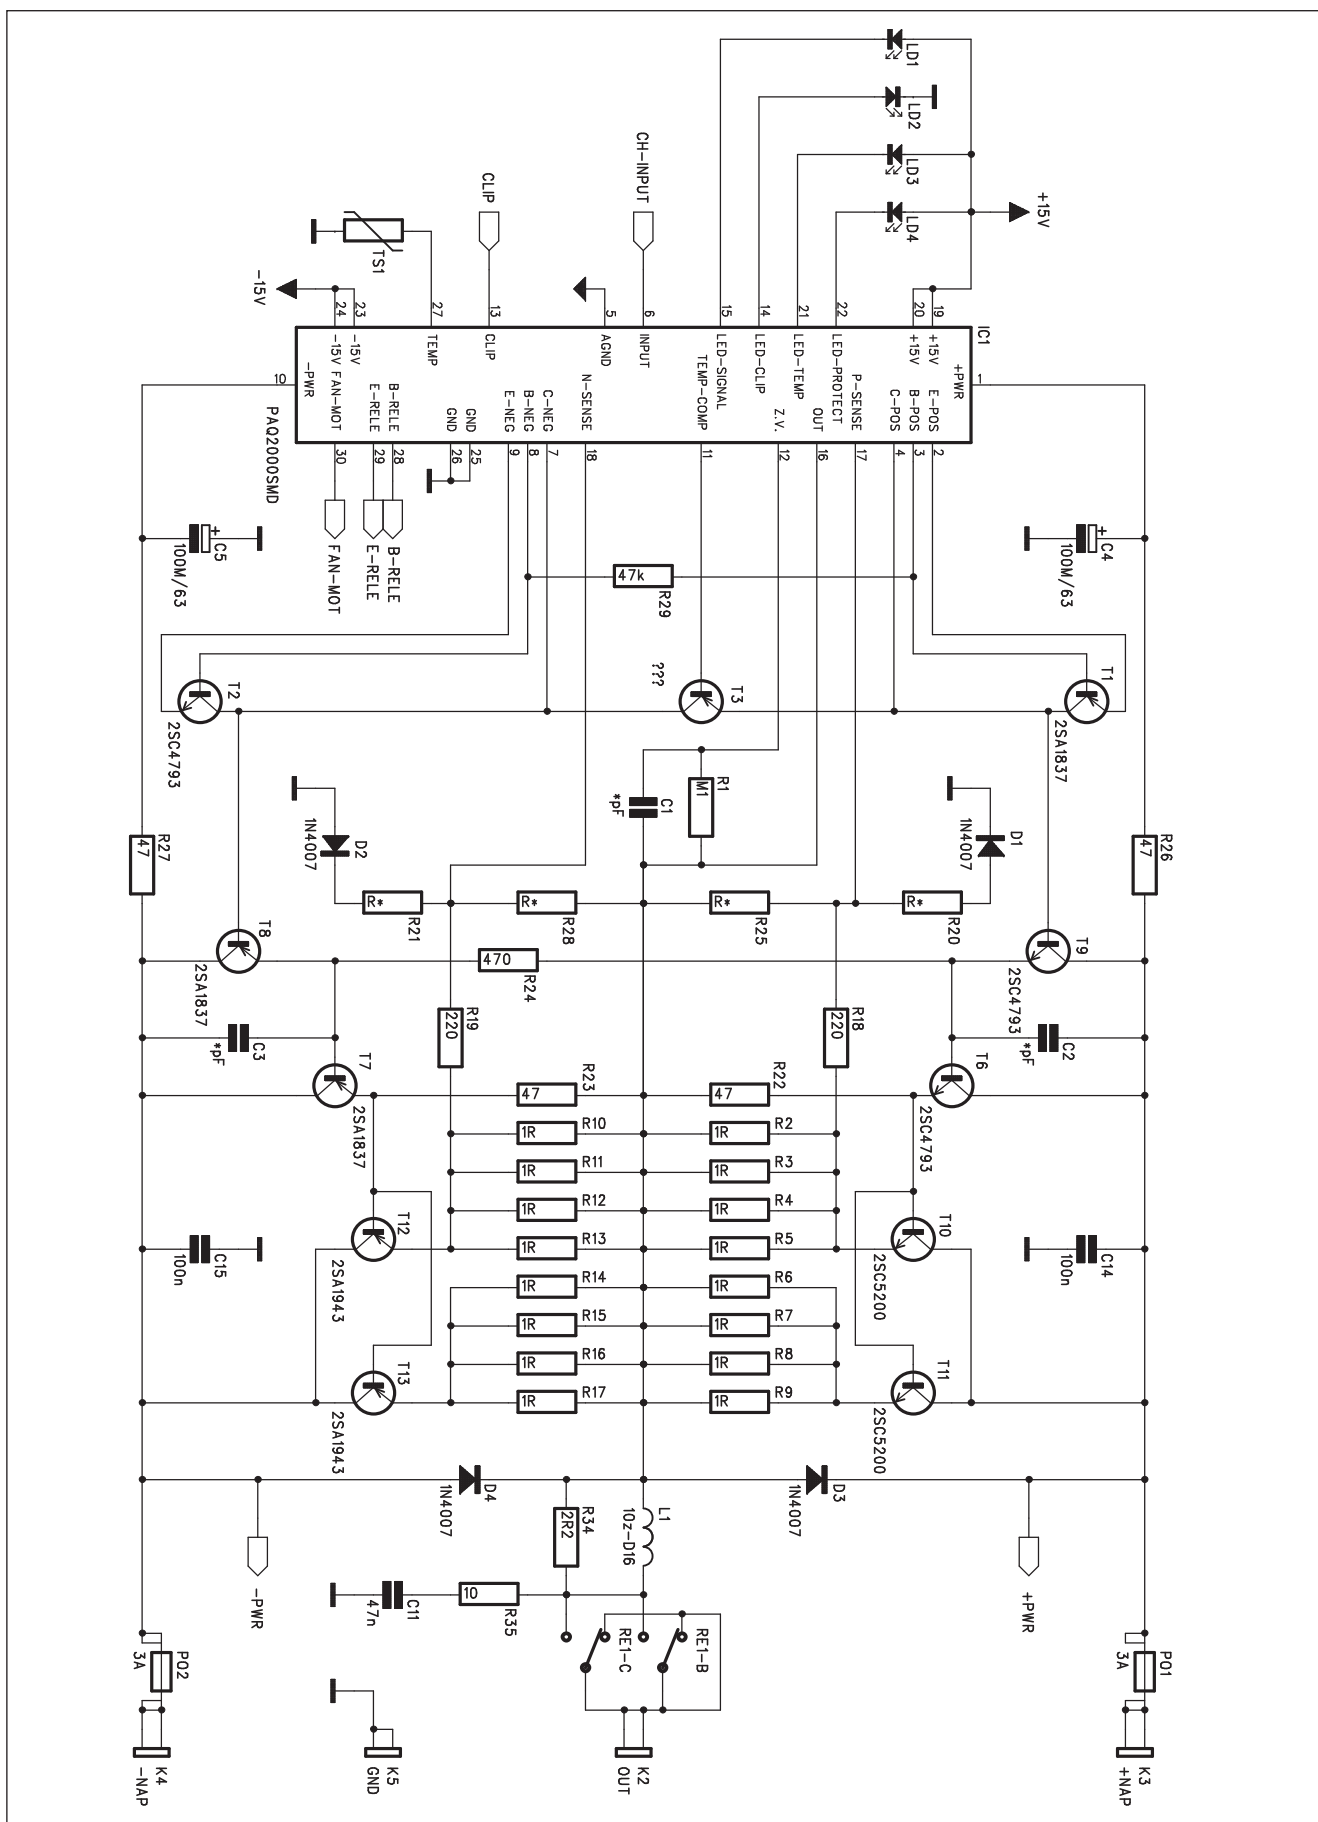 LD1
LD2
LD3
LD4
+15V
CH-INPUT
CLIP
TS1
-15V
24
23
27
13
5
6
15
14
21
22
20
19
IC1
-15V
-15V
TEMP
CLIP
AGND
INPUT
LED-SIGNAL
LED-CLIP
LED-TEMP
LED-PROTECT
+15V
+15V
+PWR
1
10
-PWR
FAN-MOT
E-RELE
B-RELE
GND
GND
E-NEG
B-NEG
C-NEG
N-SENSE
TEMP-COMP
Z.V.
OUT
P-SENSE
C-POS
B-POS
E-POS
PAQ2000SMD
30
29
28
26
25
9
8
7
18
11
12
16
17
4
3
2
FAN-MOT
E-RELE
B-RELE
C5
+
100M/63
C4
+
100M/63
47k
R29
T2
2SC4793
???
T3
T1
2SA1837
R1
M1
C1
*pF
D2
1N4007
D1
1N4007
R27
47
R26
47
R*
R21
R*
R28
R*
R25
R*
R20
T8
2SA1837
470
R24
T9
2SC4793
R19
220
R18
220
C3
*pF
C2
*pF
T7
2SA1837
T6
2SC4793
47
R23
47
R22
1R
R10
1R
R2
1R
R11
1R
R3
1R
R12
1R
R4
1R
R13
1R
R5
1R
R14
1R
R6
1R
R15
1R
R7
1R
R16
1R
R8
1R
R17
1R
R9
T12
2SA1943
T10
2SC5200
C15
100n
C14
100n
T13
2SA1943
T11
2SC5200
D4
1N4007
D3
1N4007
R34
2R2
L1
10z-D16
-PWR
+PWR
C11
47n
10
R35
RE1-C
RE1-B
PO2
3A
PO1
3A
K4
-NAP
K5
GND
K2
OUT
K3
+NAP